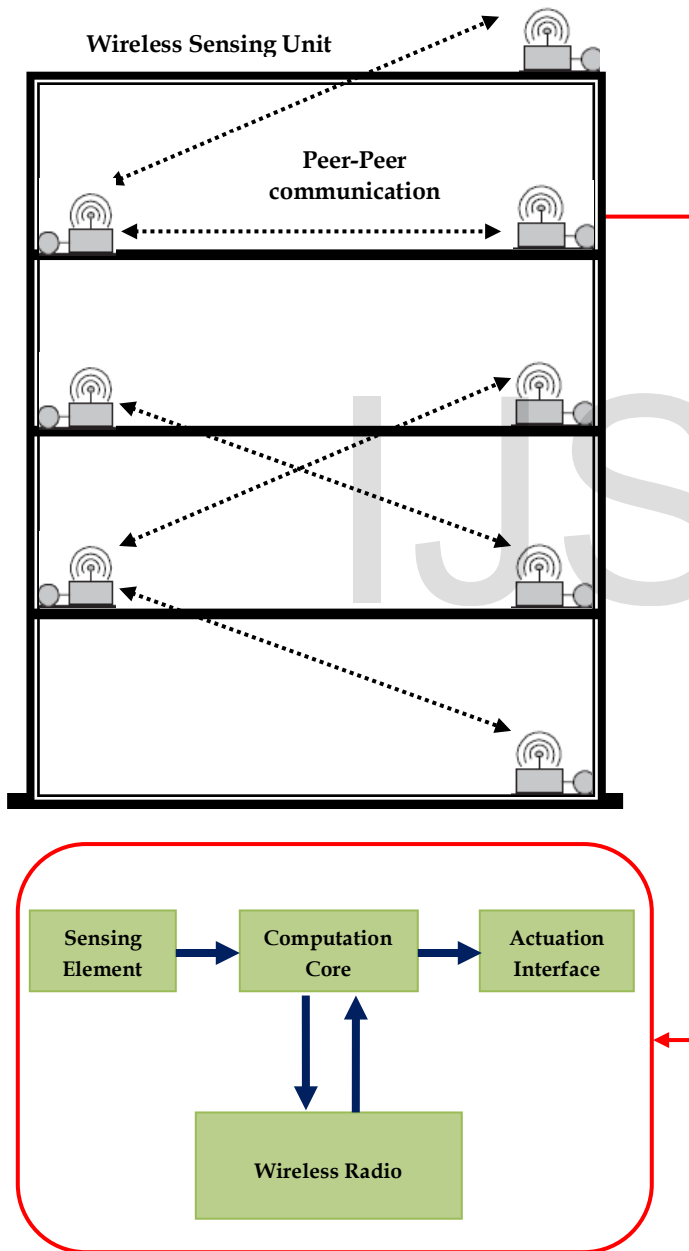 Wireless Sensing Unit
Peer-Peer
communication
IJS
Sensing
Element
Computation
Core
Actuation
Interface
Wireless Radio